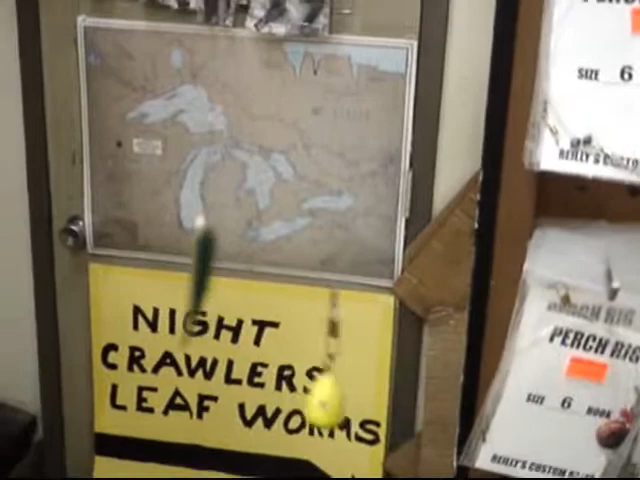 NIGHT
CRAWLERS
LEAF WORMS
SIZE 6
REILLY'S CUSTOM
PERCH RIG
PERCH RIG
SIZE 6 HOOK
REILLY'S CUSTOM